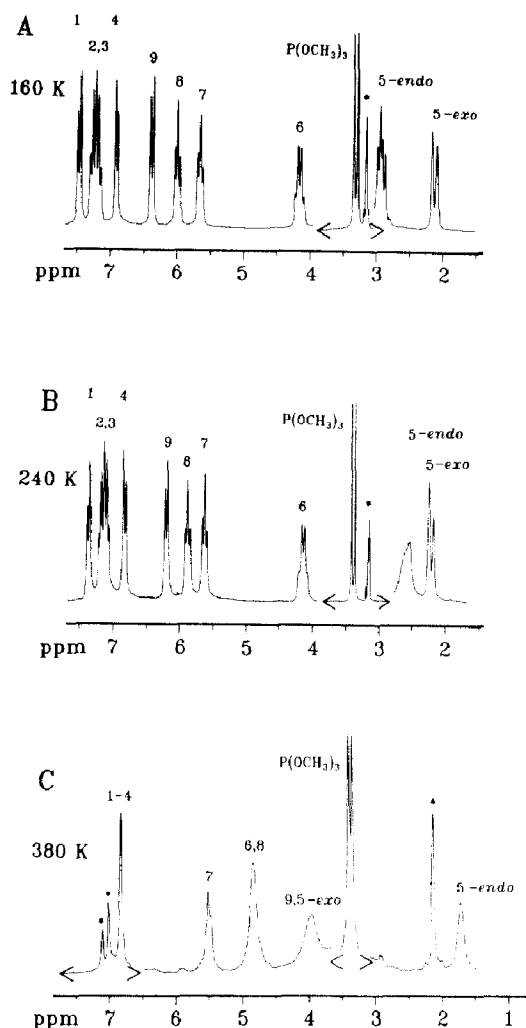 A
160 K
1
2,3
4
9
8
7
6
P(OCH₃)₃
*
5-endo
5-exo
ppm 7 6 5 4 3 2
B
240 K
1
2,3
4
9
8
7
6
P(OCH₃)₃
*
5-endo
5-exo
ppm 7 6 5 4 3 2
C
380 K
1-4
7
6,8
9,5-exo
P(OCH₃)₃
5-endo
ppm 7 6 5 4 3 2 1